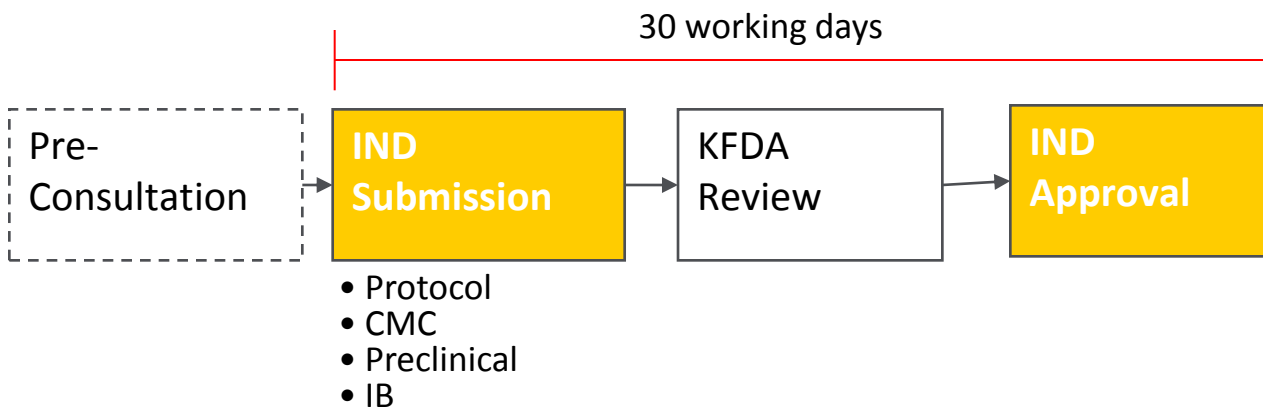 30 working days
Pre-
Consultation
IND
Submission
KFDA
Review
IND
Approval
• Protocol
• CMC
• Preclinical
• IB